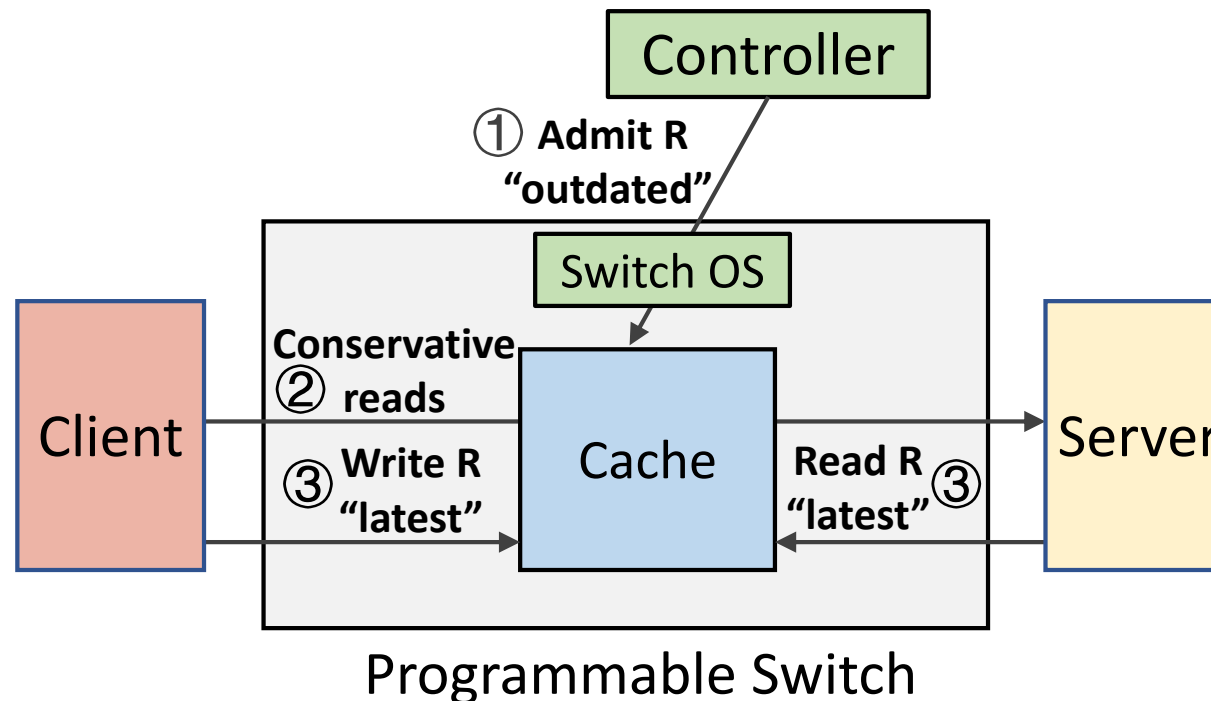 Controller
① Admit R
“outdated”
Switch OS
Conservative
② reads
Client
Cache
Server
③ Write R
“latest”
Read R ③
“latest”
Programmable Switch